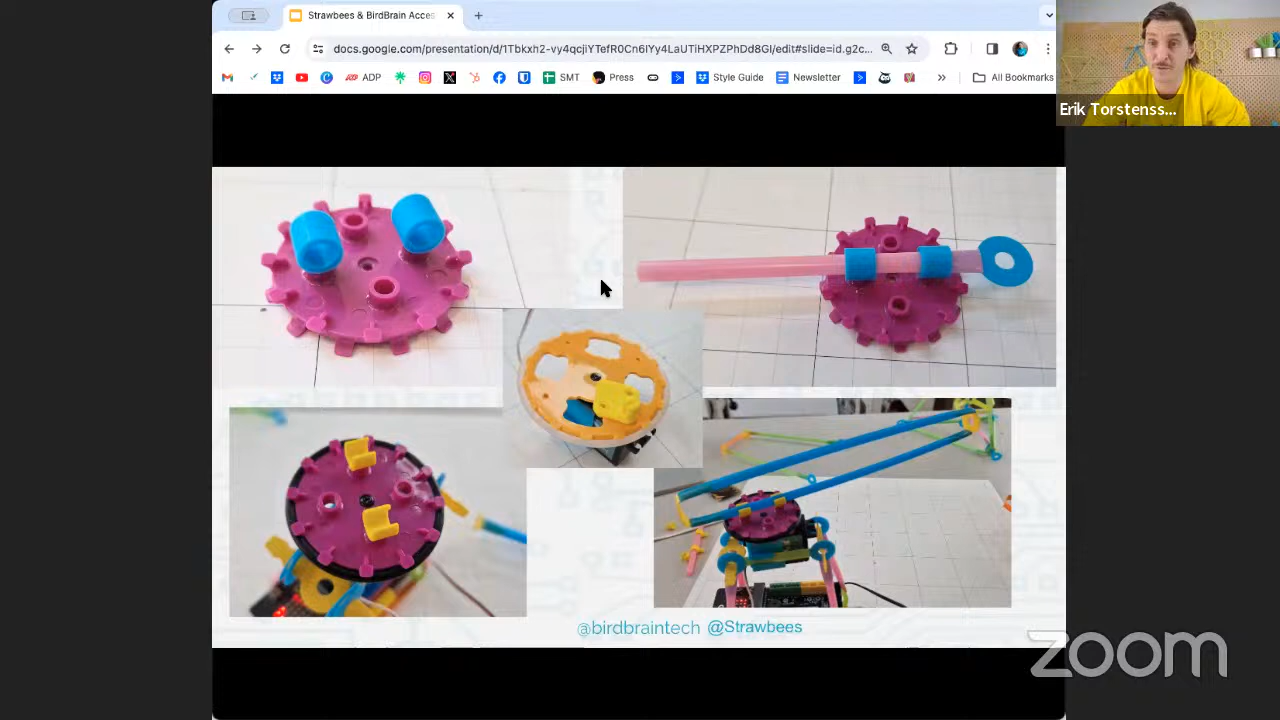 Strawbees & BirdBrain Acces
docs.google.com/presentation/d/1Tbkxh2-vy4qcjiYTefR0Cn6IYy4LaUTiHXPZPhDd8GI/edit#slide=id.g2c...
ADP
SMT
Press
Style Guide
Newsletter
All Bookmarks
Erik Torstenss...
@birdbraintech @Strawbees
zoom